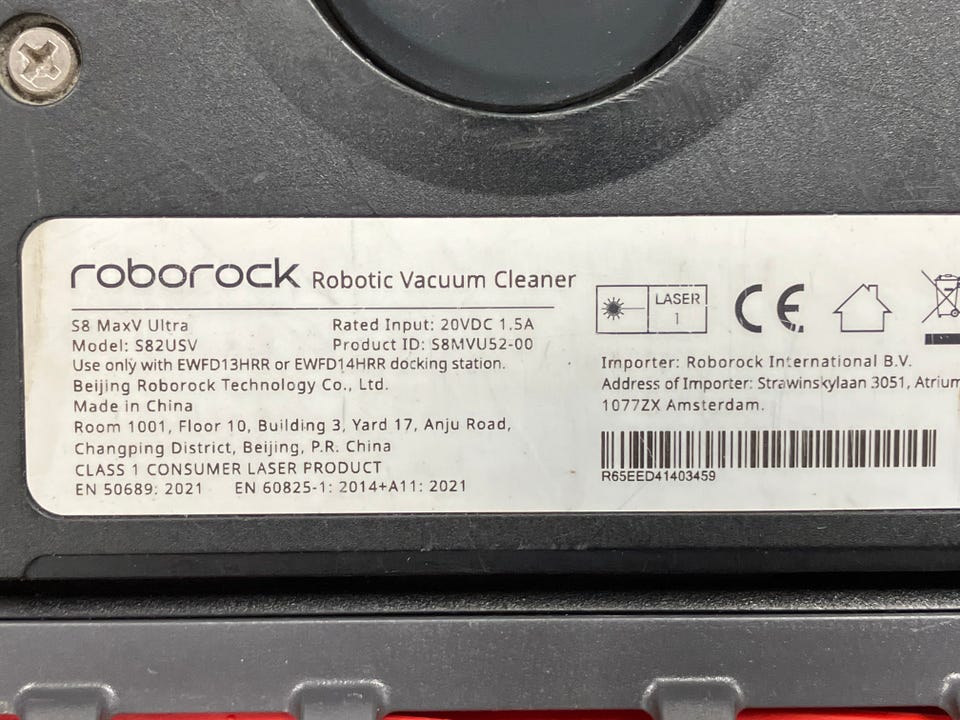 roborock Robotic Vacuum Cleaner
S8 MaxV Ultra
Rated Input: 20VDC 1.5A
Model: S82USV
Product ID: S8MVU52-00
Use only with EWFD13HRR or EWFD14HRR docking station.
Beijing Roborock Technology Co., Ltd.
Made in China
Room 1001, Floor 10, Building 3, Yard 17, Anju Road,
Changping District, Beijing, P.R. China
CLASS 1 CONSUMER LASER PRODUCT
EN 50689: 2021 EN 60825-1: 2014+A11: 2021
LASER
1
CE
Importer: Roborock International B.V.
Address of Importer: Strawinskylaan 3051, Atrium
1077ZX Amsterdam.
R65EED41403459